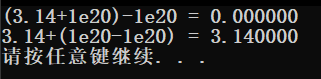 (3.14+1e20)-1e20 = 0.000000
3.14+(1e20-1e20) = 3.140000
请按任意键继续. . .